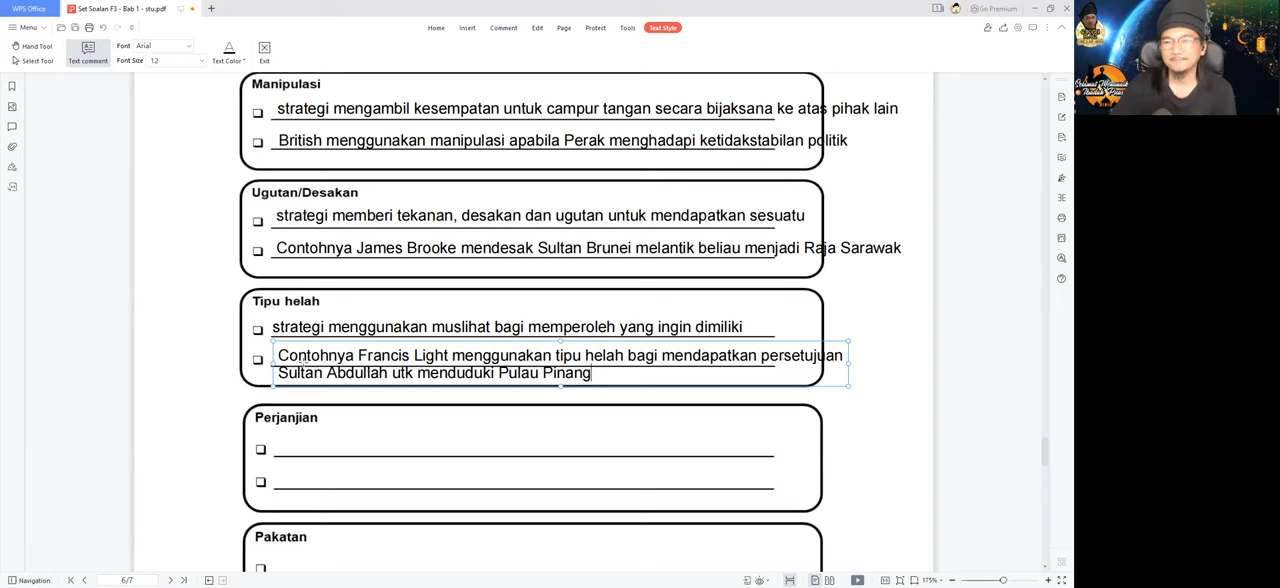 WPS Office
Set Soalan F3 - Bab 1 - stu.pdf
Go Premium
Menu
Home
Insert
Comment
Edit
Page
Protect
Tools
Text Style
Hand Tool
Select Tool
Text comment
Font
Arial
Font Size
12
Text Color
Exit
Manipulasi
strategi mengambil kesempatan untuk campur tangan secara bijaksana ke atas pihak lain
British menggunakan manipulasi apabila Perak menghadapi ketidakstabilan politik
Ugutan/Desakan
strategi memberi tekanan, desakan dan ugutan untuk mendapatkan sesuatu
Contohnya James Brooke mendesak Sultan Brunei melantik beliau menjadi Raja Sarawak
Tipu helah
strategi menggunakan muslihat bagi memperoleh yang ingin dimiliki
Contohnya Francis Light menggunakan tipu helah bagi mendapatkan persetujuan
Sultan Abdullah utk menduduki Pulau Pinang
Perjanjian
Pakatan
Navigation
6/7
175%